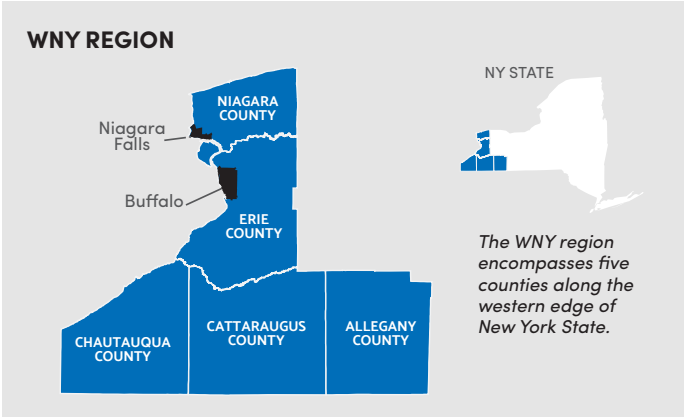 WNY REGION
NIAGARA
COUNTY
Niagara
Falls
Buffalo
ERIE
COUNTY
CHAUTAUQUA
COUNTY
CATTARAUGUS
COUNTY
ALLEGANY
COUNTY
NY STATE
The WNY region
encompasses five
counties along the
western edge of
New York State.